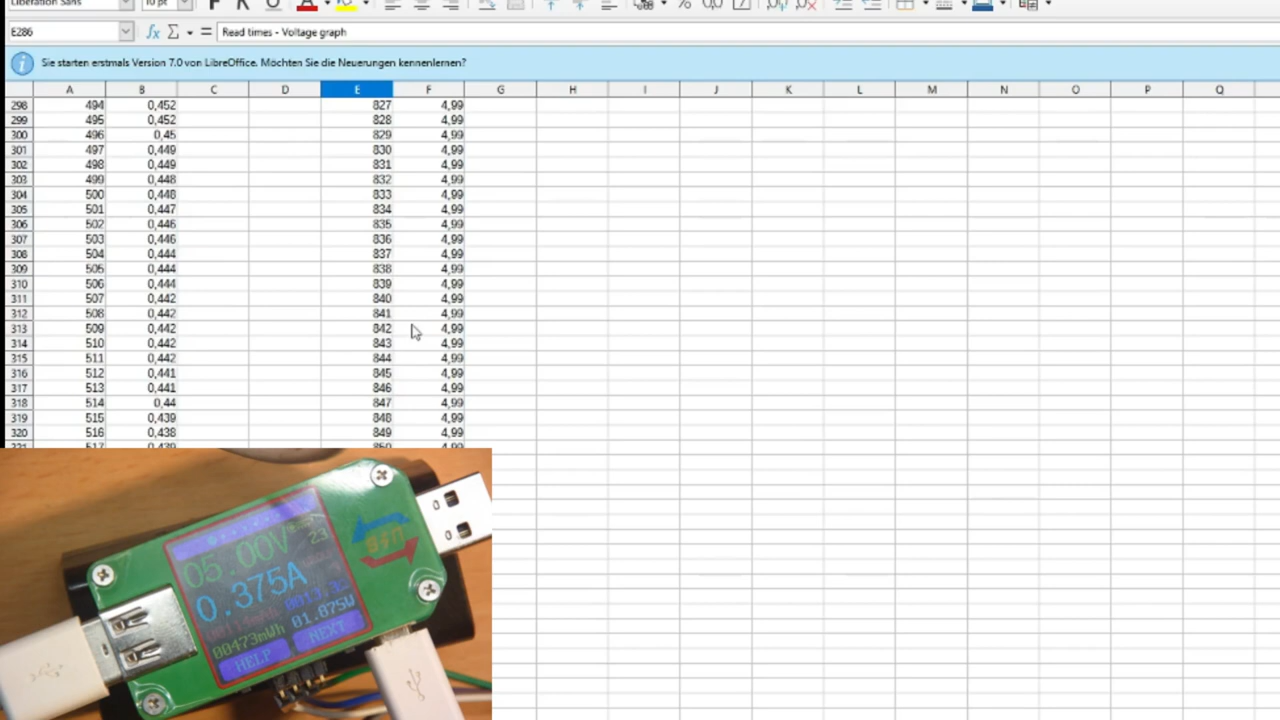 Liberation Sans 10 pt
E286 Read times - Voltage graph
Sie starten erstmals Version 7.0 von LibreOffice. Möchten Sie die Neuerungen kennenlernen?
A B C D E F G H I J K L M N O P Q
298 494 0,452 827 4,99
299 495 0,452 828 4,99
300 496 0,45 829 4,99
301 497 0,449 830 4,99
302 498 0,449 831 4,99
303 499 0,448 832 4,99
304 500 0,448 833 4,99
305 501 0,447 834 4,99
306 502 0,446 835 4,99
307 503 0,446 836 4,99
308 504 0,444 837 4,99
309 505 0,444 838 4,99
310 506 0,444 839 4,99
311 507 0,442 840 4,99
312 508 0,442 841 4,99
313 509 0,442 842 4,99
314 510 0,442 843 4,99
315 511 0,442 844 4,99
316 512 0,441 845 4,99
317 513 0,441 846 4,99
318 514 0,44 847 4,99
319 515 0,439 848 4,99
320 516 0,438 849 4,99
05.00V 23
0.375A
01.875W
00473mWh
HELP NEXT